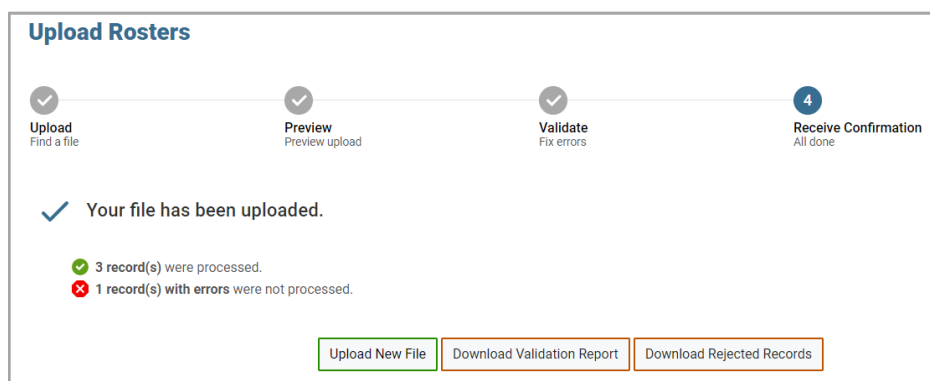 Upload Rosters
4
Upload Preview Validate Receive Confirmation
Find a file Preview upload Fix errors All done
Your file has been uploaded.
3 record(s) were processed.
1 record(s) with errors were not processed.
Upload New File Download Validation Report Download Rejected Records